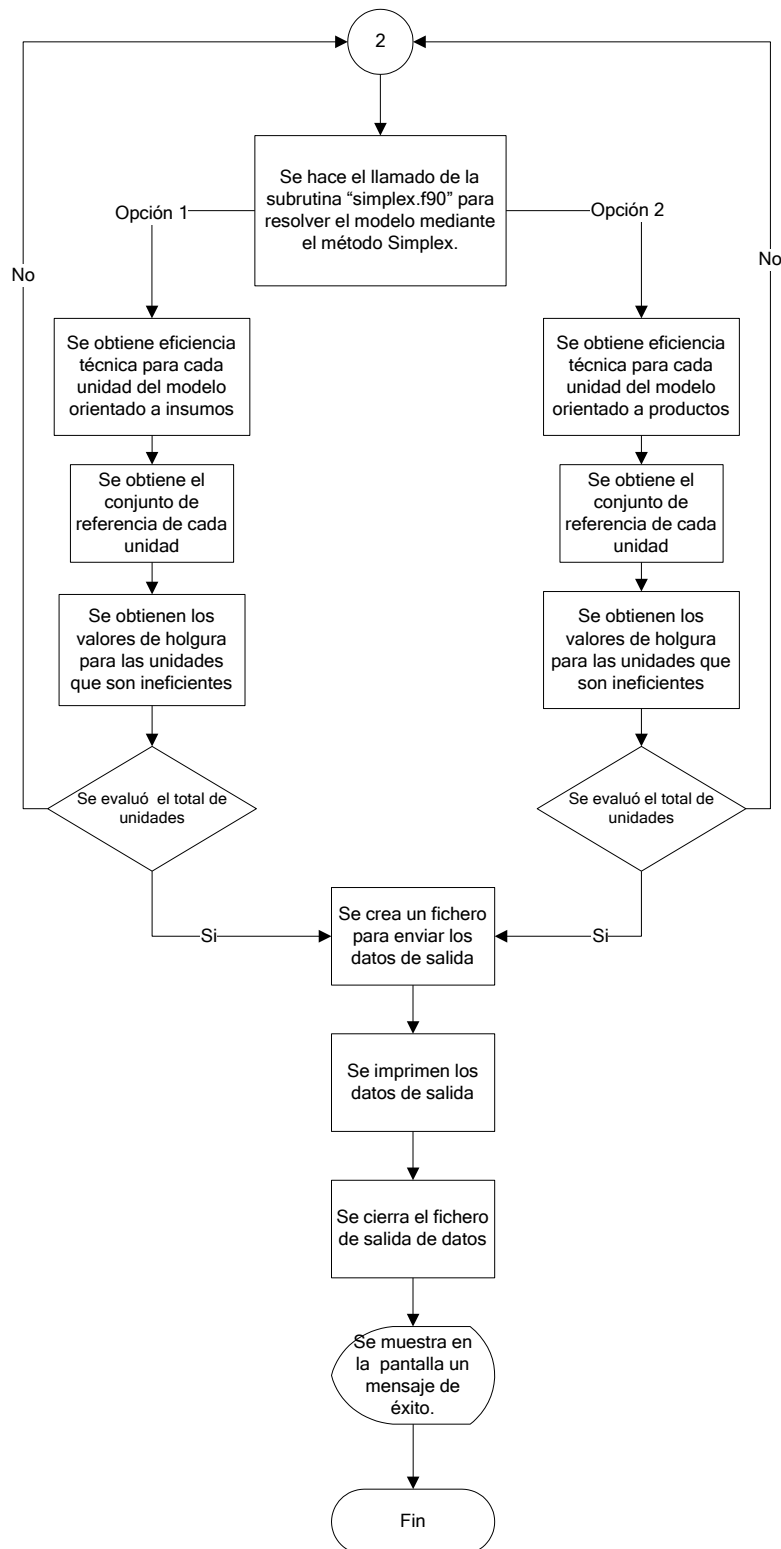 2
Se hace el llamado de la
subrutina “simplex.f90” para
resolver el modelo mediante
el método Simplex.
Opción 1
Opción 2
No
No
Se obtiene eficiencia
técnica para cada
unidad del modelo
orientado a insumos
Se obtiene eficiencia
técnica para cada
unidad del modelo
orientado a productos
Se obtiene el
conjunto de
referencia de cada
unidad
Se obtiene el
conjunto de
referencia de cada
unidad
Se obtienen los
valores de holgura
para las unidades
que son ineficientes
Se obtienen los
valores de holgura
para las unidades que
son ineficientes
Se evaluó  el total de
unidades
Se evaluó el total de
unidades
Si
Si
Se crea un fichero
para enviar los
datos de salida
Se imprimen los
datos de salida
Se cierra el fichero
de salida de datos
Se muestra en
la  pantalla un
mensaje de
éxito.
Fin